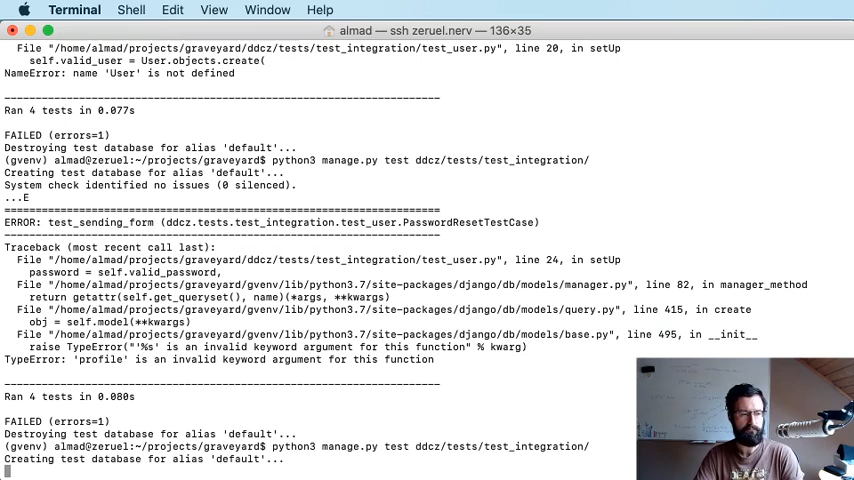 Terminal Shell Edit View Window Help
almad — ssh zeruel.nerv — 136×35
File "/home/almad/projects/graveyard/ddcz/tests/test_integration/test_user.py", line 20, in setUp
self.valid_user = User.objects.create(
NameError: name 'User' is not defined
----------------------------------------------------------------------
Ran 4 tests in 0.077s
FAILED (errors=1)
Destroying test database for alias 'default'...
(gvenv) almad@zeruel:~/projects/graveyard$ python3 manage.py test ddcz/tests/test_integration/
Creating test database for alias 'default'...
System check identified no issues (0 silenced).
...E
======================================================================
ERROR: test_sending_form (ddcz.tests.test_integration.test_user.PasswordResetTestCase)
----------------------------------------------------------------------
Traceback (most recent call last):
File "/home/almad/projects/graveyard/ddcz/tests/test_integration/test_user.py", line 24, in setUp
password = self.valid_password,
File "/home/almad/projects/graveyard/gvenv/lib/python3.7/site-packages/django/db/models/manager.py", line 82, in manager_method
return getattr(self.get_queryset(), name)(*args, **kwargs)
File "/home/almad/projects/graveyard/gvenv/lib/python3.7/site-packages/django/db/models/query.py", line 415, in create
obj = self.model(**kwargs)
File "/home/almad/projects/graveyard/gvenv/lib/python3.7/site-packages/django/db/models/base.py", line 495, in __init__
raise TypeError("'%s' is an invalid keyword argument for this function" % kwarg)
TypeError: 'profile' is an invalid keyword argument for this function
----------------------------------------------------------------------
Ran 4 tests in 0.080s
FAILED (errors=1)
Destroying test database for alias 'default'...
(gvenv) almad@zeruel:~/projects/graveyard$ python3 manage.py test ddcz/tests/test_integration/
Creating test database for alias 'default'...